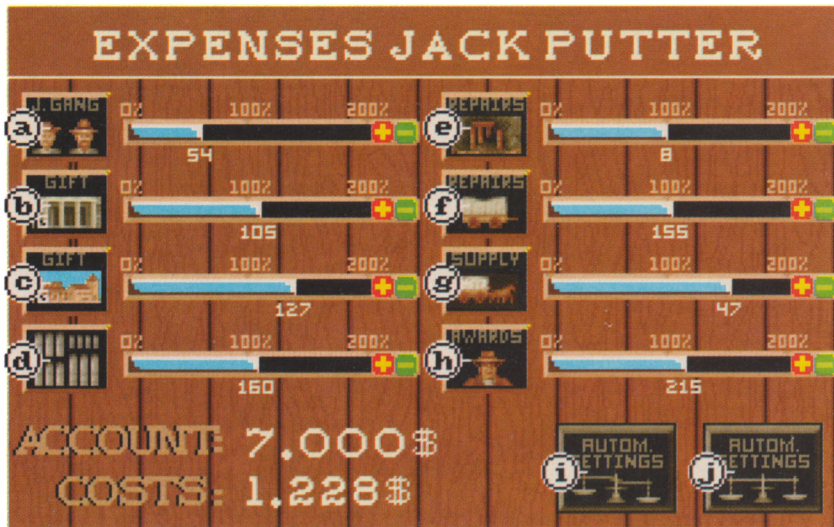 EXPENSES JACK PUTTER
J. GANG
a
0% 100% 200%
54
GIFT
b
0% 100% 200%
105
GIFT
c
0% 100% 200%
127
d
0% 100% 200%
160
REPAIRS
e
0% 100% 200%
8
REPAIRS
f
0% 100% 200%
155
SUPPLY
g
0% 100% 200%
47
AWARDS
h
0% 100% 200%
215
ACCOUNT: 7.000$
COSTS: 1.228$
AUTOM.
SETTINGS
i
AUTOM.
SETTINGS
j